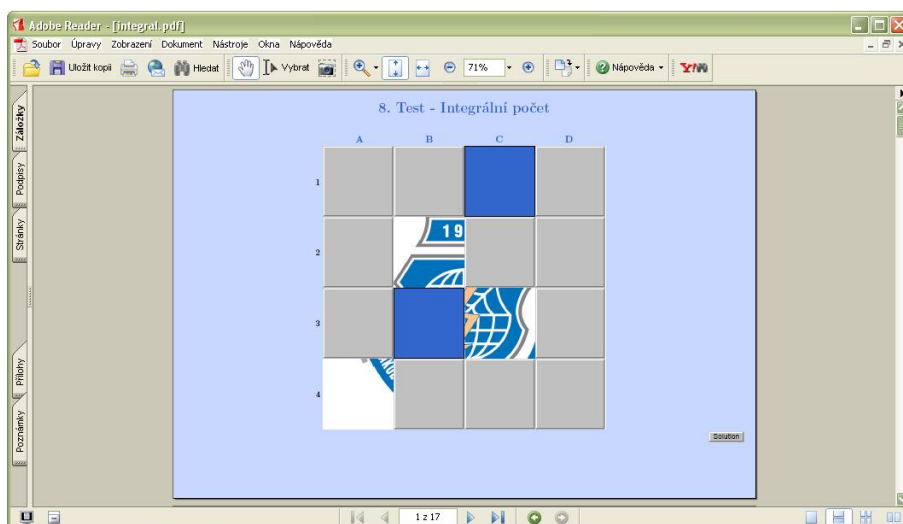 Adobe Reader - [integral.pdf]
Soubor Úpravy Zobrazení Dokument Nástroje Okna Nápověda
Uložit kopii Hledat Vybrat 71% Nápověda
Záložky
Podpisy
Stránky
Přílohy
Poznámky
8. Test - Integrální počet
A B C D
1
2
19
3
4
Solution
1 z 17